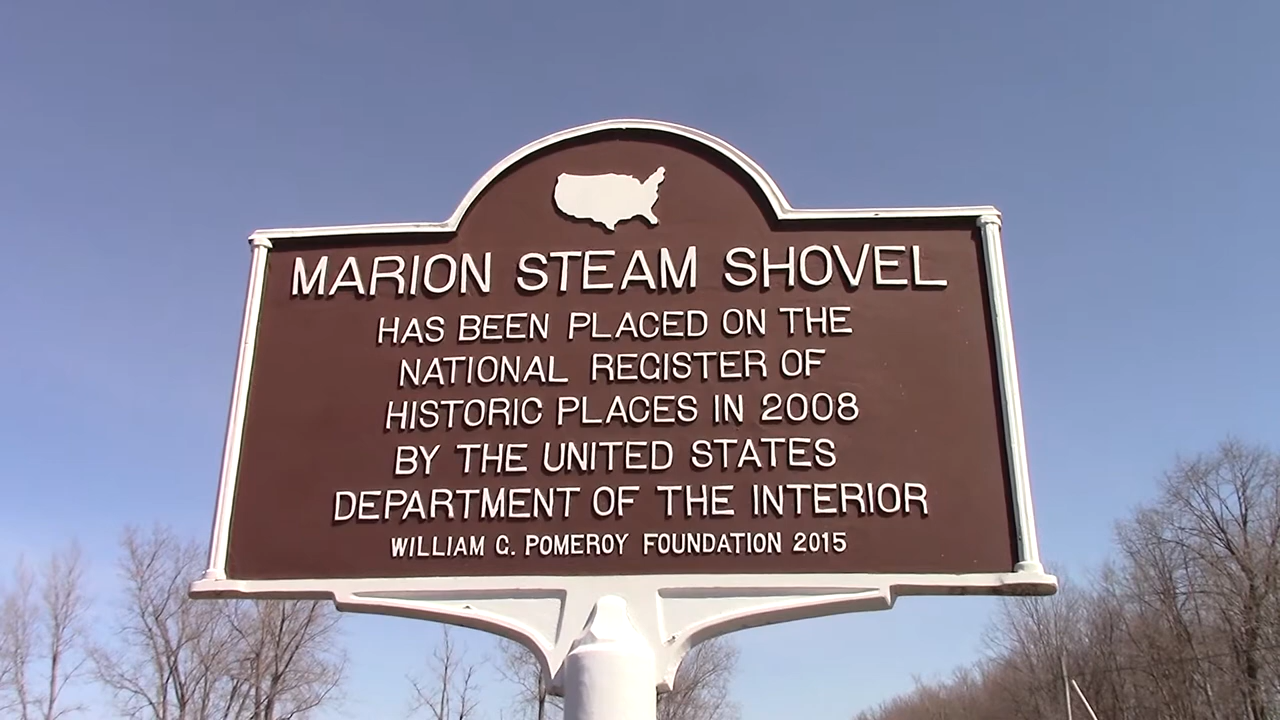 MARION STEAM SHOVEL
HAS BEEN PLACED ON THE
NATIONAL REGISTER OF
HISTORIC PLACES IN 2008
BY THE UNITED STATES
DEPARTMENT OF THE INTERIOR
WILLIAM G. POMEROY FOUNDATION 2015